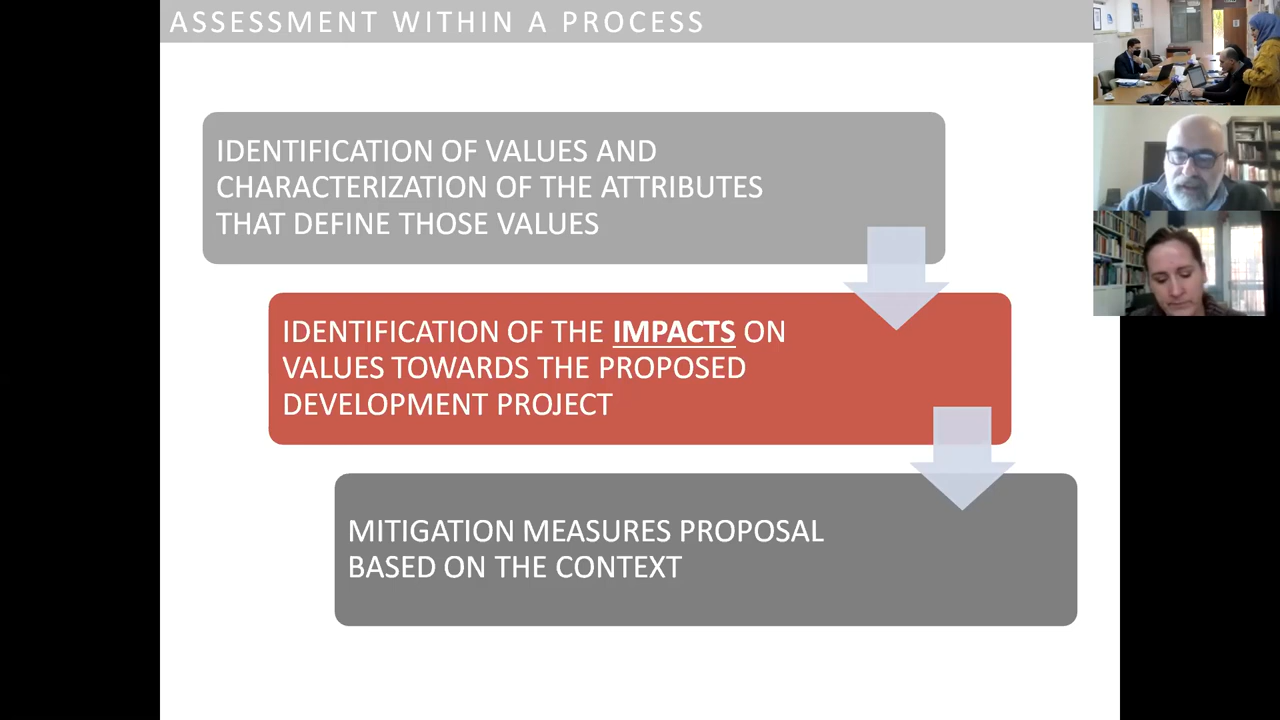 ASSESSMENT WITHIN A PROCESS
IDENTIFICATION OF VALUES AND
CHARACTERIZATION OF THE ATTRIBUTES
THAT DEFINE THOSE VALUES
IDENTIFICATION OF THE IMPACTS ON
VALUES TOWARDS THE PROPOSED
DEVELOPMENT PROJECT
MITIGATION MEASURES PROPOSAL
BASED ON THE CONTEXT